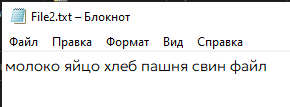 File2.txt – Блокнот
Файл Правка Формат Вид Справка
молоко яйцо хлеб пашня свин файл